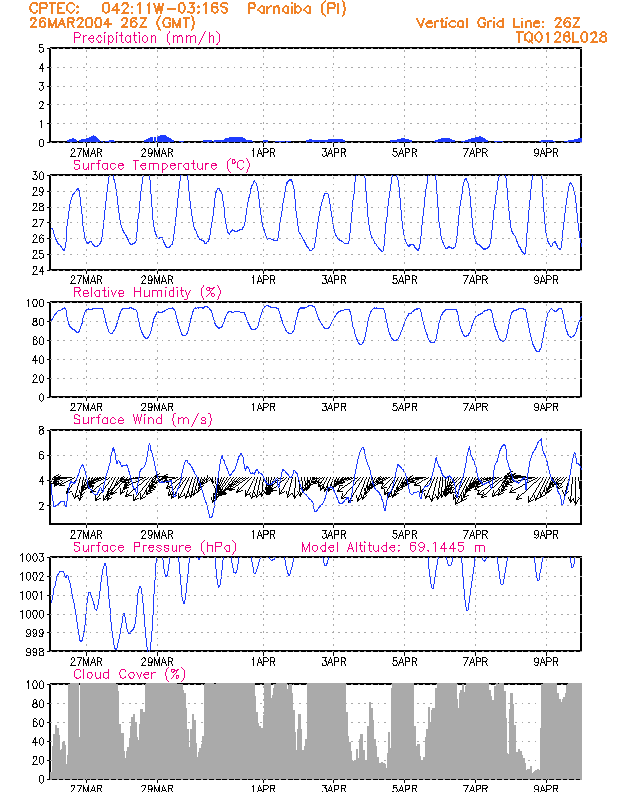 CPTEC: 042:11W-03:16S Parnaiba (PI)
26MAR2004 26Z (GMT) Vertical Grid Line: 26Z
Precipitation (mm/h) TQ0126L028
5
4
3
2
1
0
27MAR 29MAR 1APR 3APR 5APR 7APR 9APR
Surface Temperature (°C)
30
29
28
27
26
25
24
27MAR 29MAR 1APR 3APR 5APR 7APR 9APR
Relative Humidity (%)
100
80
60
40
20
0
27MAR 29MAR 1APR 3APR 5APR 7APR 9APR
Surface Wind (m/s)
8
6
4
2
27MAR 29MAR 1APR 3APR 5APR 7APR 9APR
Surface Pressure (hPa) Model Altitude: 69.1445 m
1003
1002
1001
1000
999
998
27MAR 29MAR 1APR 3APR 5APR 7APR 9APR
Cloud Cover (%)
100
80
60
40
20
0
27MAR 29MAR 1APR 3APR 5APR 7APR 9APR